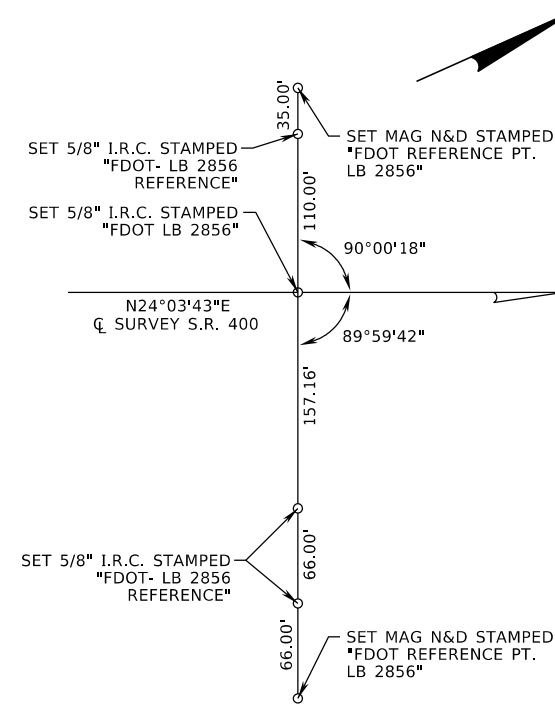 35.00'
SET MAG N&D STAMPED
"FDOT REFERENCE PT.
LB 2856"
SET 5/8" I.R.C. STAMPED
"FDOT- LB 2856
REFERENCE"
110.00'
SET 5/8" I.R.C. STAMPED
"FDOT LB 2856"
90°00'18"
N24°03'43"E
℄ SURVEY S.R. 400
89°59'42"
157.16'
SET 5/8" I.R.C. STAMPED
"FDOT- LB 2856
REFERENCE"
66.00'
66.00'
SET MAG N&D STAMPED
"FDOT REFERENCE PT.
LB 2856"